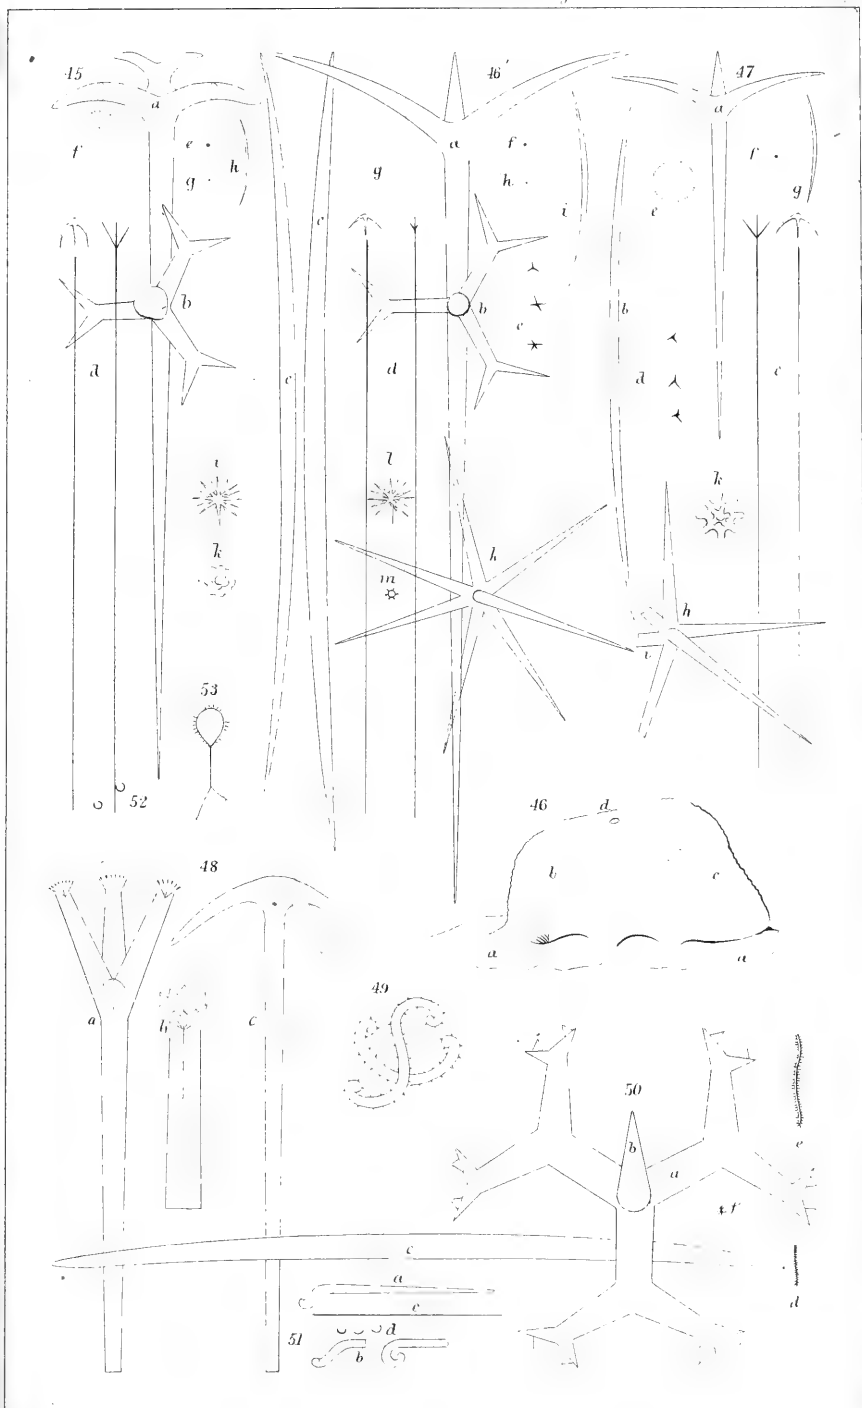 45 46' 47
a a a
f e g h g f h i e f g
e
b b c b
d c d d c
i l k
k m h h
i
53
52
46 d
b c
a a
48
49
a b c
50
b a
e
f
c
a d
c
51 d
b